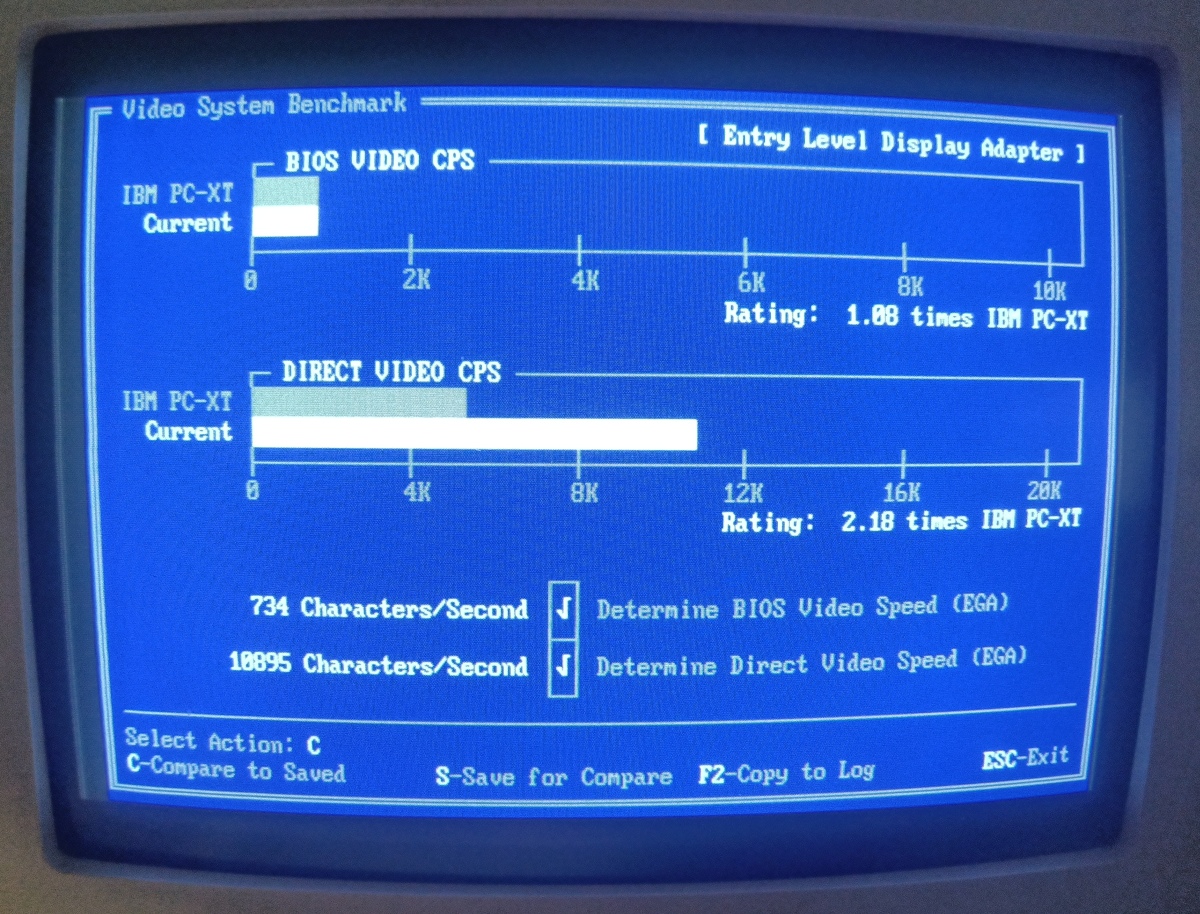 Video System Benchmark
[ Entry Level Display Adapter ]
BIOS VIDEO CPS
IBM PC-XT
Current
0 2K 4K 6K 8K 10K
Rating: 1.08 times IBM PC-XT
DIRECT VIDEO CPS
IBM PC-XT
Current
0 4K 8K 12K 16K 20K
Rating: 2.18 times IBM PC-XT
734 Characters/Second √ Determine BIOS Video Speed (EGA)
10895 Characters/Second √ Determine Direct Video Speed (EGA)
Select Action: C
C-Compare to Saved S-Save for Compare F2-Copy to Log ESC-Exit